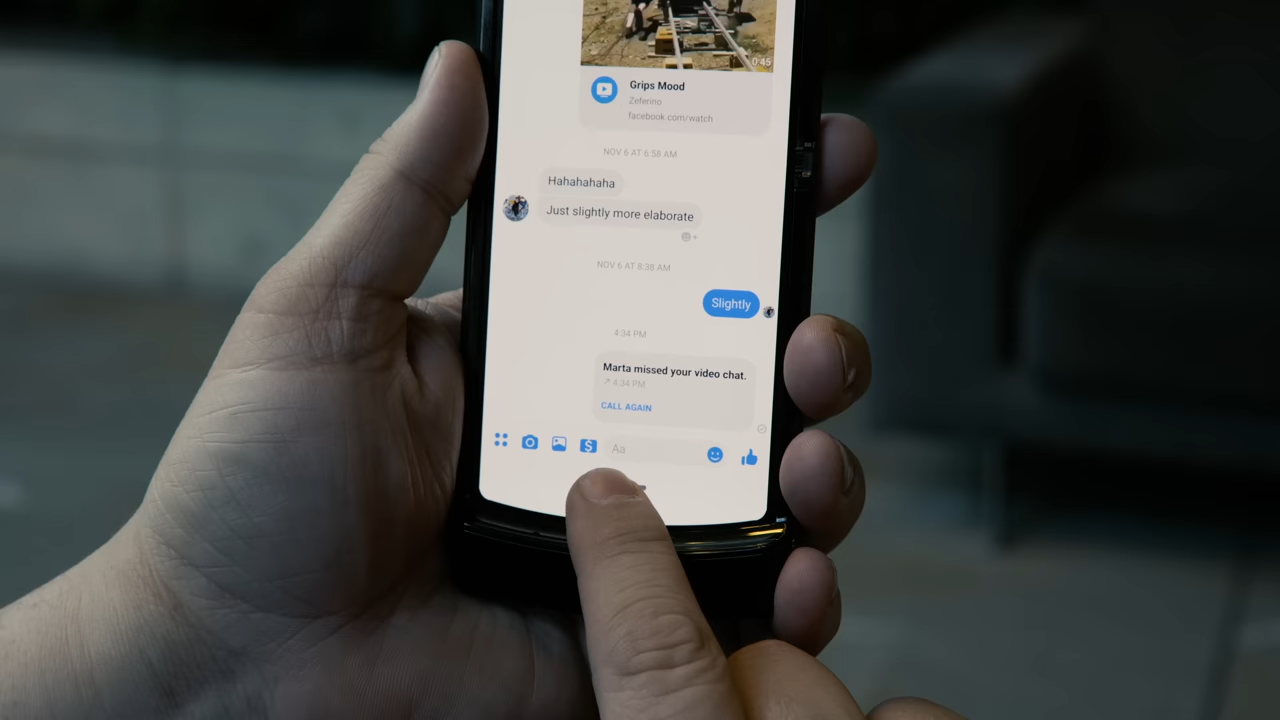 0:45
Grips Mood
Zeferino
facebook.com/watch
NOV 6 AT 6:58 AM
Hahahahaha
Just slightly more elaborate
NOV 6 AT 8:38 AM
Slightly
4:34 PM
Marta missed your video chat.
↗ 4:34 PM
CALL AGAIN
$ Aa